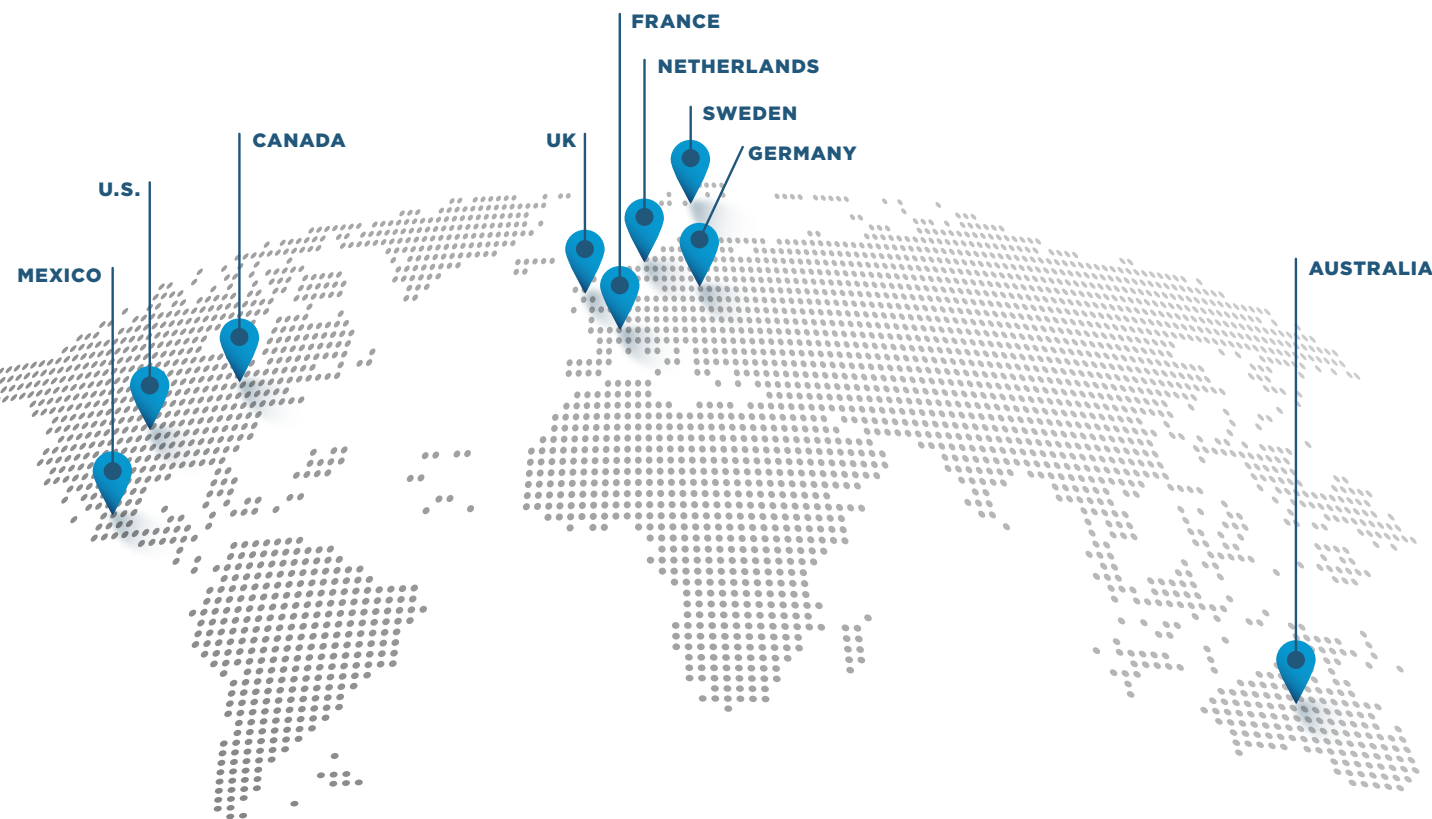 FRANCE
NETHERLANDS
SWEDEN
CANADA
UK
GERMANY
U.S.
MEXICO
AUSTRALIA